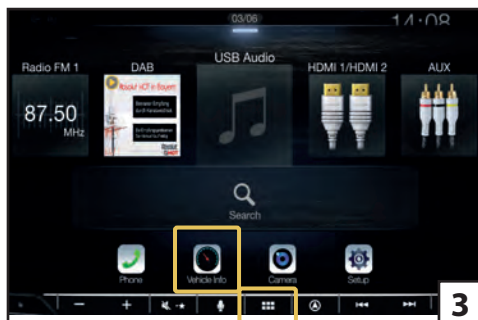 03/06
14:08
Radio FM 1
DAB
USB Audio
HDMI 1/HDMI 2
AUX
87.50
MHz
Search
Phone
Vehicle Info
Camera
Setup
3